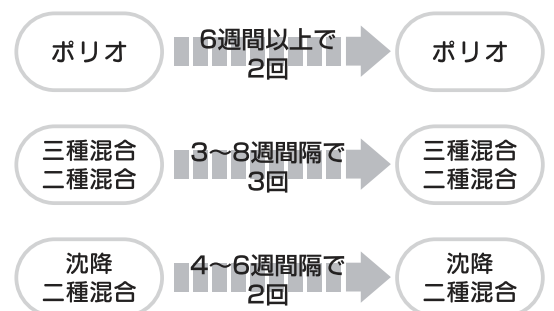 ポリオ
6週間以上で
2回
ポリオ
三種混合
二種混合
3〜8週間隔で
3回
三種混合
二種混合
沈降
二種混合
4〜6週間隔で
2回
沈降
二種混合